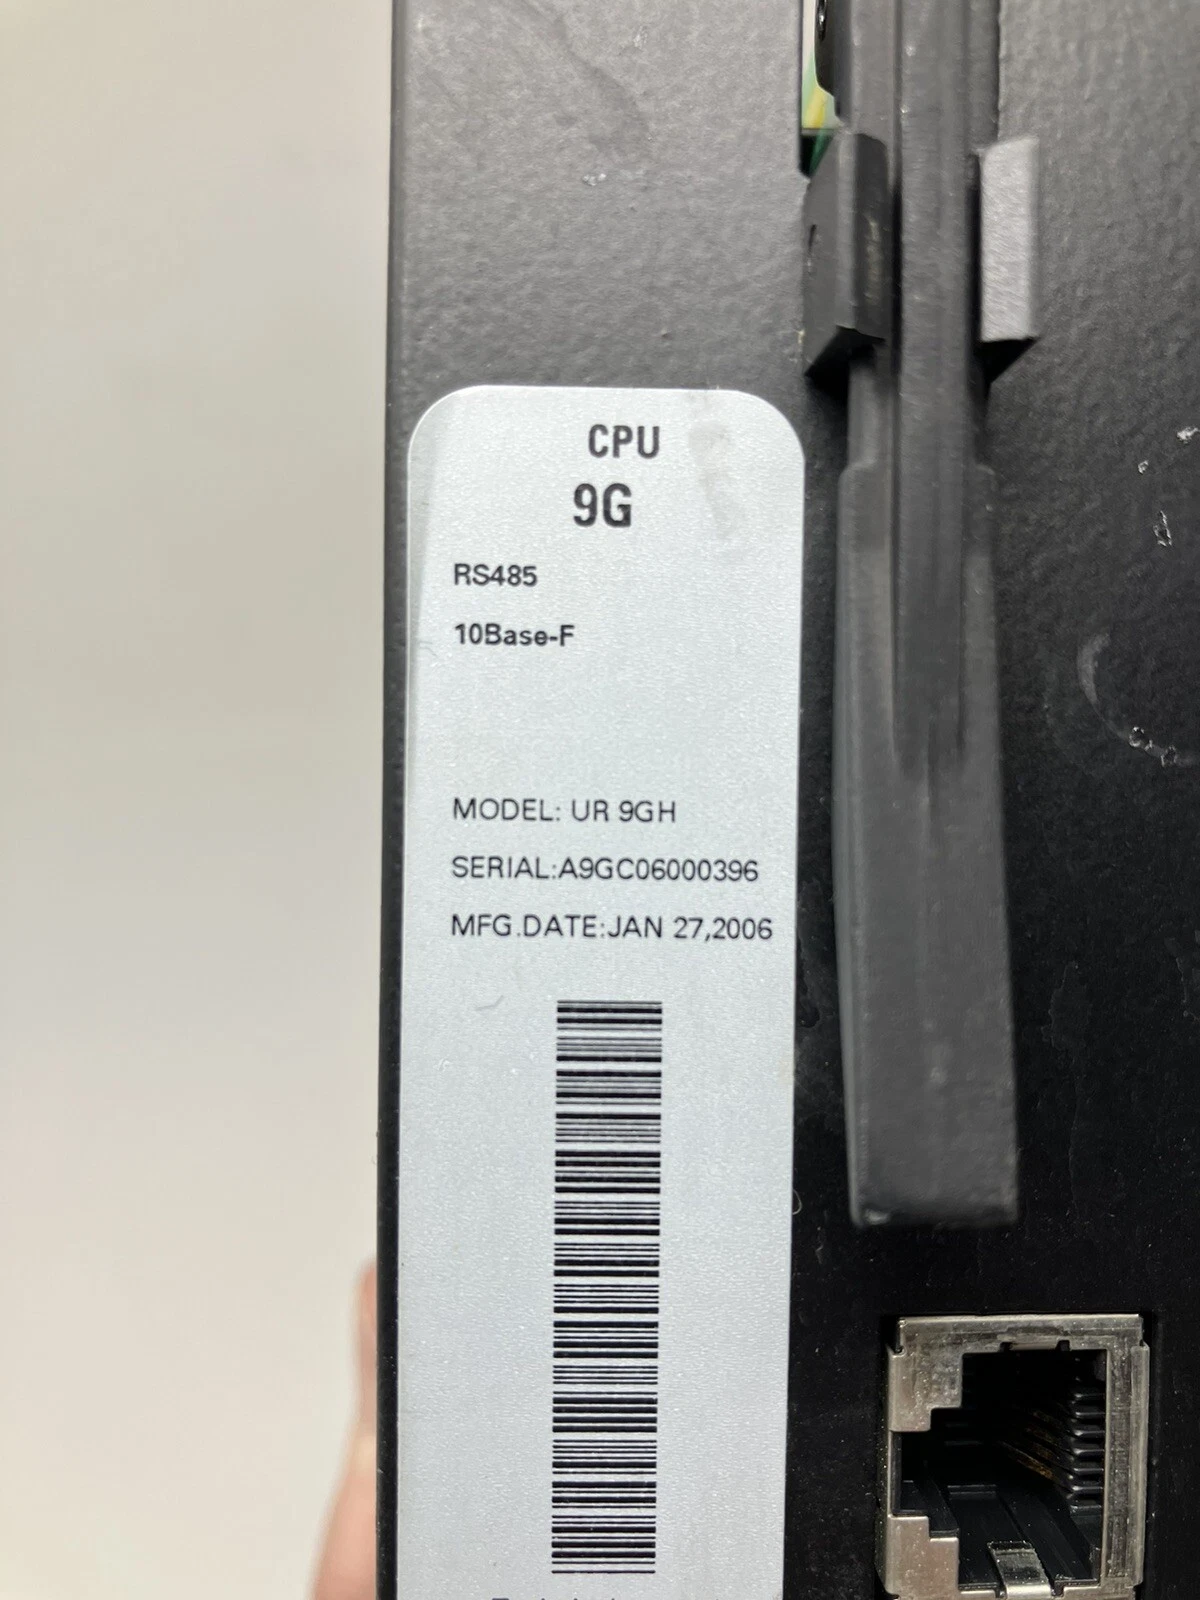 CPU
9G
RS485
10Base-F
MODEL: UR 9GH
SERIAL:A9GC06000396
MFG.DATE:JAN 27,2006